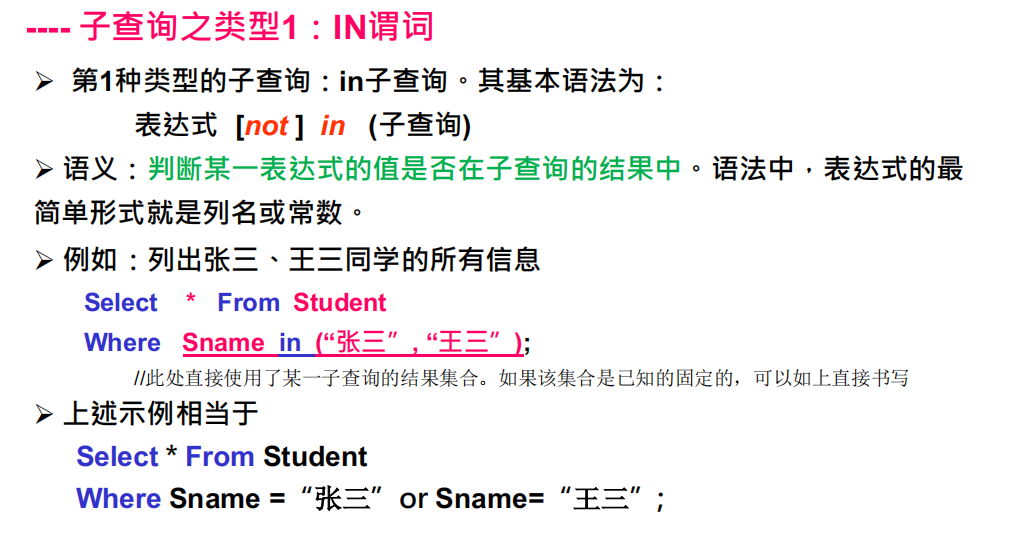 ---- 子查询之类型1：IN谓词
➢ 第1种类型的子查询：in子查询。其基本语法为：
表达式 [not ] in (子查询)
➢ 语义：判断某一表达式的值是否在子查询的结果中。语法中，表达式的最
简单形式就是列名或常数。
➢ 例如：列出张三、王三同学的所有信息
Select * From Student
Where Sname in (“张三”, “王三”);
//此处直接使用了某一子查询的结果集合。如果该集合是已知的固定的，可以如上直接书写
➢ 上述示例相当于
Select * From Student
Where Sname = “张三” or Sname= “王三”;